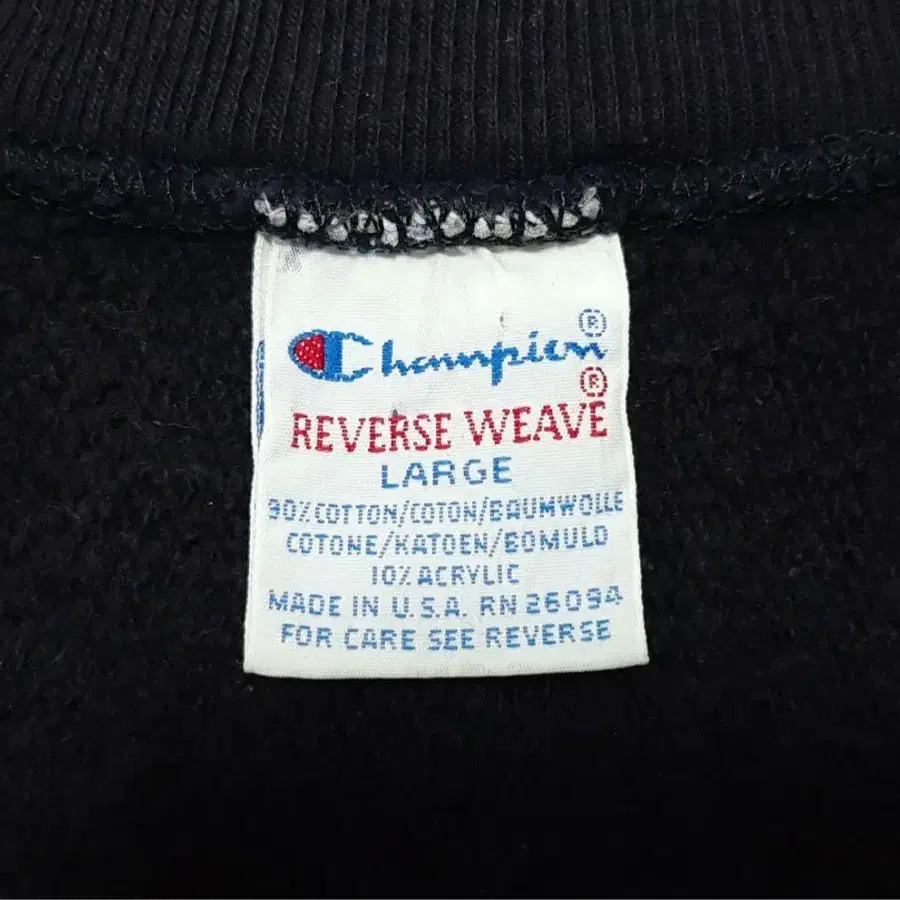 Champion®
REVERSE WEAVE®
LARGE
90% COTTON/COTON/BAUMWOLLE
COTONE/KATOEN/BOMULD
10% ACRYLIC
MADE IN U.S.A. RN 26094
FOR CARE SEE REVERSE